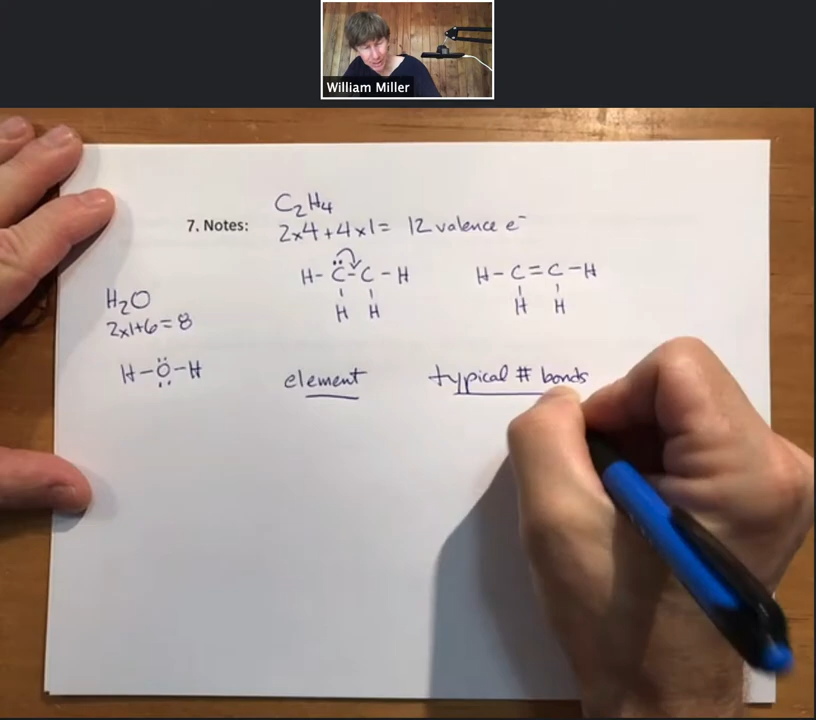 William Miller
7. Notes:
C₂H₄
2x4+4x1= 12 valence e⁻
H-C̈-C-H
H H
H-C=C-H
H H
H₂O
2x1+6=8
H-Ö-H
element typical # bonds